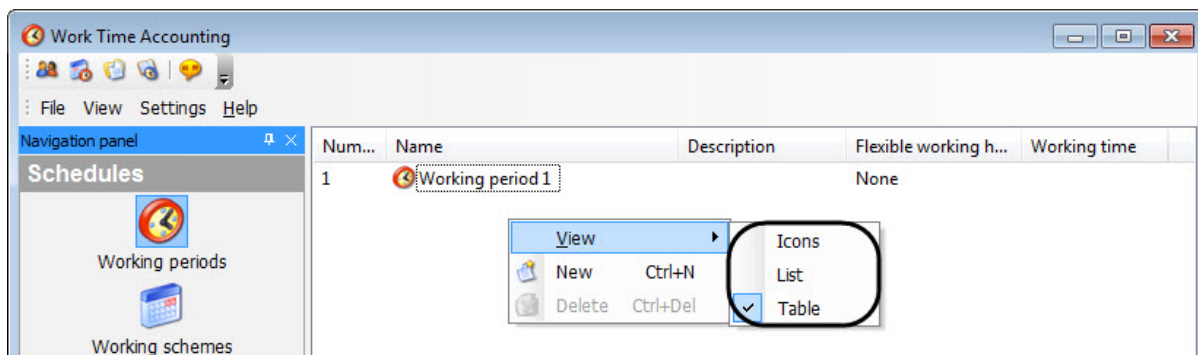 Work Time Accounting
File View Settings Help
Navigation panel
Schedules
Working periods
Working schemes
Num... Name Description Flexible working h... Working time
1 Working period 1 None
View
New Ctrl+N
Delete Ctrl+Del
Icons
List
Table